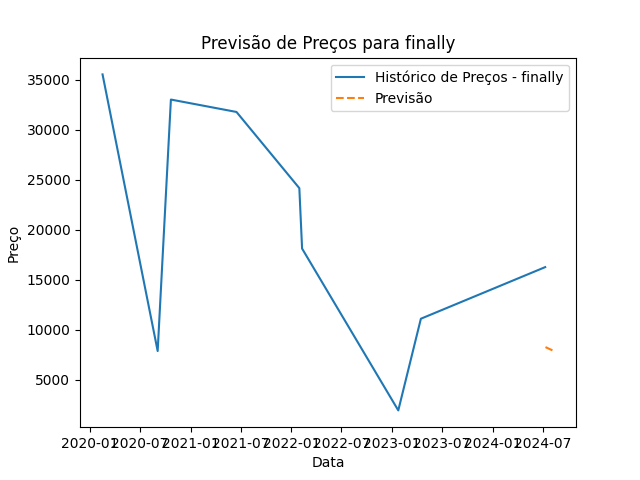 Previsão de Preços para finally
Histórico de Preços - finally
Previsão
Preço
35000
30000
25000
20000
15000
10000
5000
2020-01 2020-07 2021-01 2021-07 2022-01 2022-07 2023-01 2023-07 2024-01 2024-07
Data